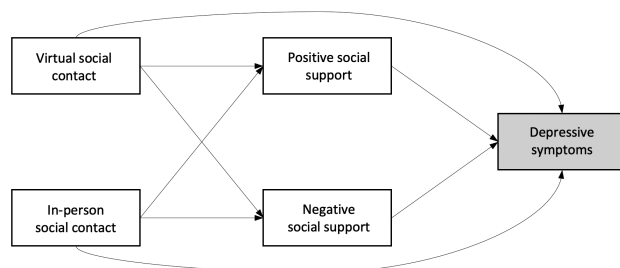 Virtual social
contact
Positive social
support
Depressive
symptoms
In-person
social contact
Negative
social support